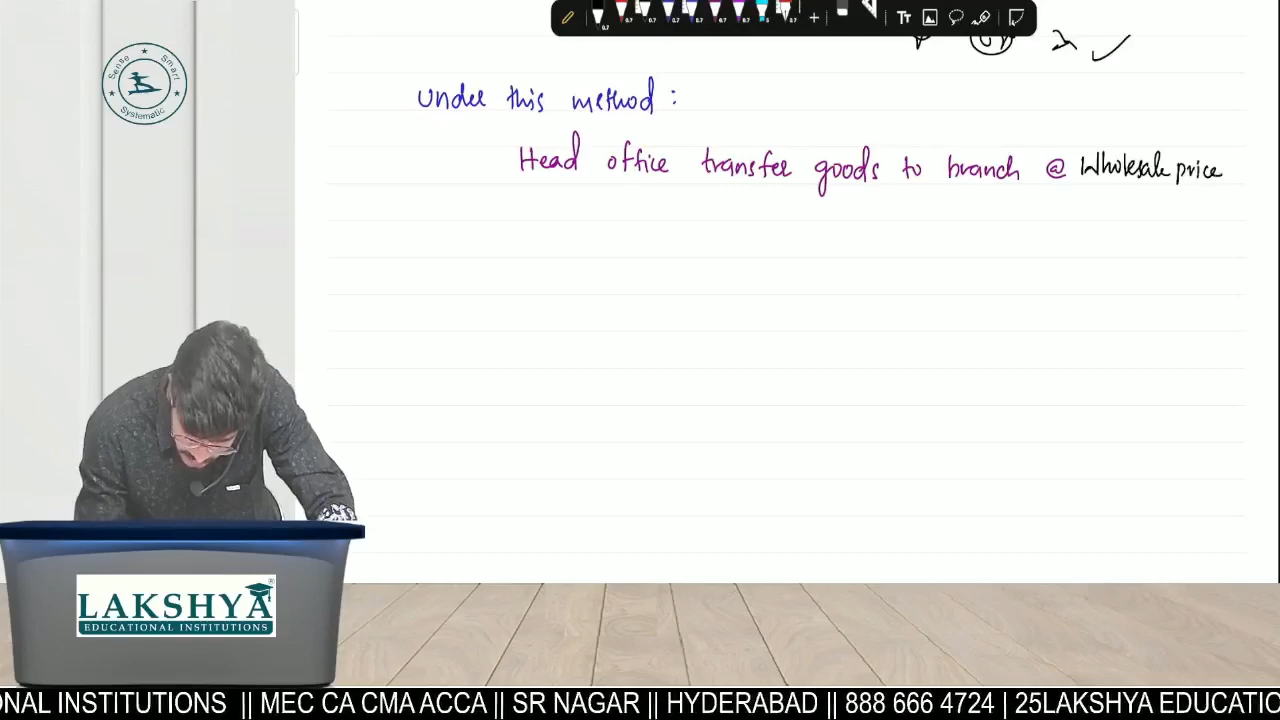 Sense Smart
Systematic
Tt
Under this method :
Head office transfer goods to branch @ Wholesale price
LAKSHYA
EDUCATIONAL INSTITUTIONS
ONAL INSTITUTIONS || MEC CA CMA ACCA || SR NAGAR || HYDERABAD || 888 666 4724 | 25LAKSHYA EDUCATIO